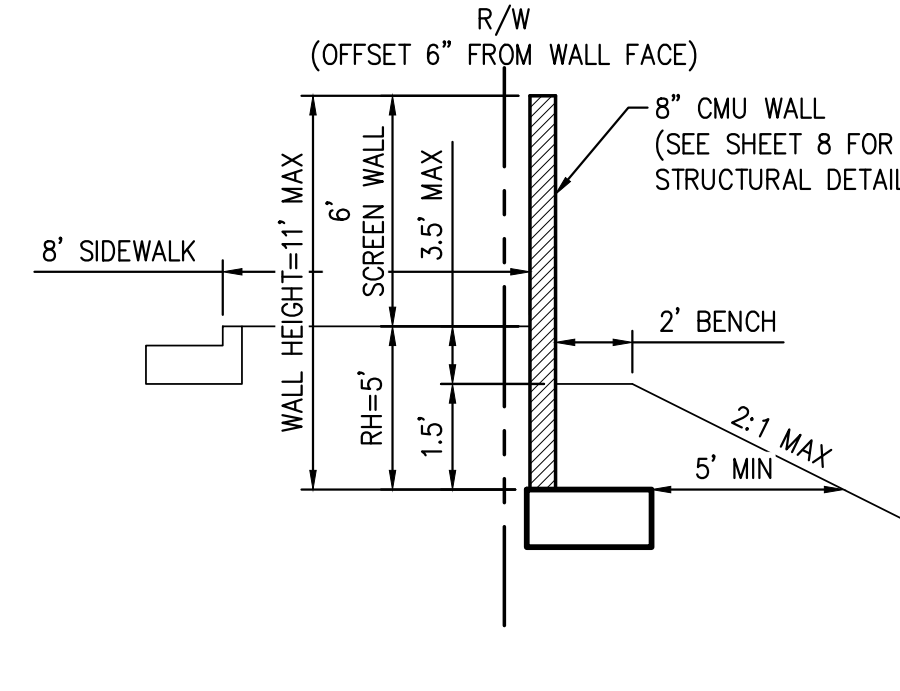 R/W
(OFFSET 6" FROM WALL FACE)
8" CMU WALL
(SEE SHEET 8 FOR
STRUCTURAL DETAIL
8' SIDEWALK
WALL HEIGHT=11' MAX
6'
SCREEN WALL
3.5' MAX
RH=5'
1.5'
2' BENCH
2:1 MAX
5' MIN